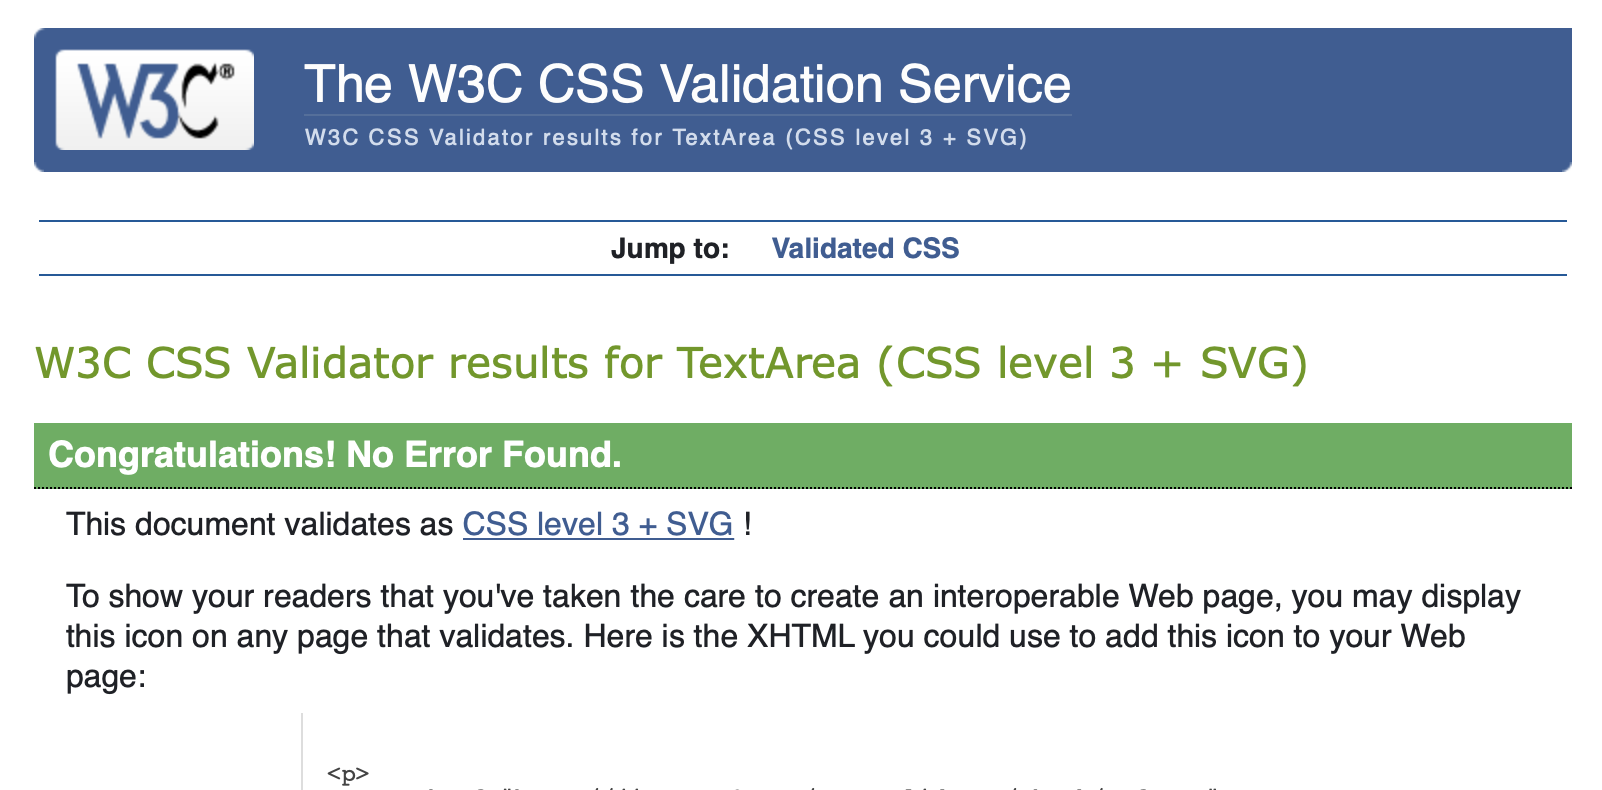 W3C®
The W3C CSS Validation Service
W3C CSS Validator results for TextArea (CSS level 3 + SVG)
Jump to: Validated CSS
W3C CSS Validator results for TextArea (CSS level 3 + SVG)
Congratulations! No Error Found.
This document validates as CSS level 3 + SVG !
To show your readers that you've taken the care to create an interoperable Web page, you may display
this icon on any page that validates. Here is the XHTML you could use to add this icon to your Web
page:
<p>